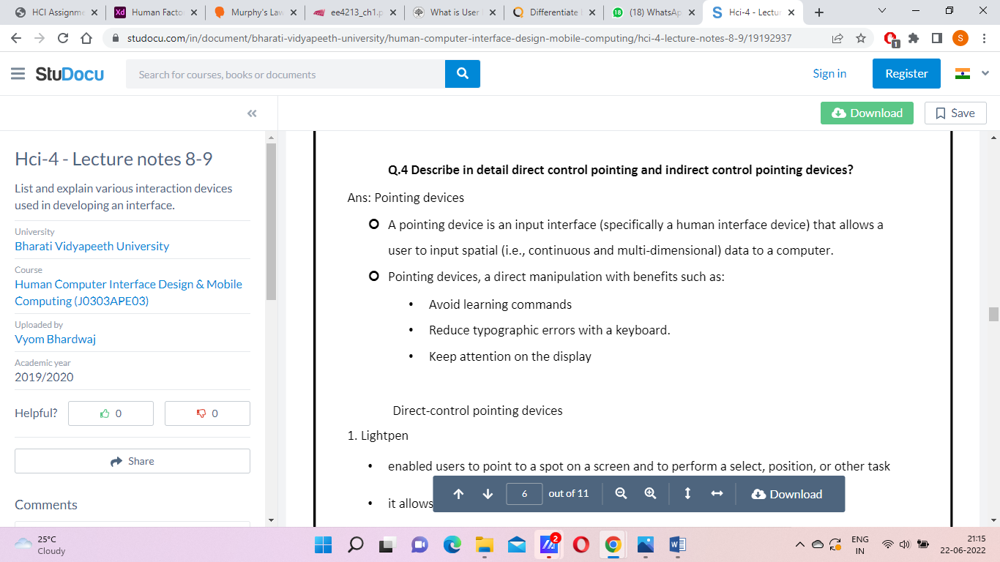 HCI Assignme
Xd Human Facto
Murphy's Law
ee4213_ch1.p
What is User
Differentiate
18 (18) WhatsAp
S Hci-4 - Lectur
studocu.com/in/document/bharati-vidyapeeth-university/human-computer-interface-design-mobile-computing/hci-4-lecture-notes-8-9/19192937
1
S
StuDocu
Search for courses, books or documents
Sign in
Register
Download
Save
Hci-4 - Lecture notes 8-9
List and explain various interaction devices
used in developing an interface.
University
Bharati Vidyapeeth University
Course
Human Computer Interface Design & Mobile
Computing (J0303APE03)
Uploaded by
Vyom Bhardwaj
Academic year
2019/2020
Helpful?
0
0
Share
Comments
Q.4 Describe in detail direct control pointing and indirect control pointing devices?
Ans: Pointing devices
A pointing device is an input interface (specifically a human interface device) that allows a
user to input spatial (i.e., continuous and multi-dimensional) data to a computer.
Pointing devices, a direct manipulation with benefits such as:
• Avoid learning commands
• Reduce typographic errors with a keyboard.
• Keep attention on the display
Direct-control pointing devices
1. Lightpen
• enabled users to point to a spot on a screen and to perform a select, position, or other task
• it allows
6 out of 11
Download
25°C
Cloudy
2
ENG
IN
21:15
22-06-2022